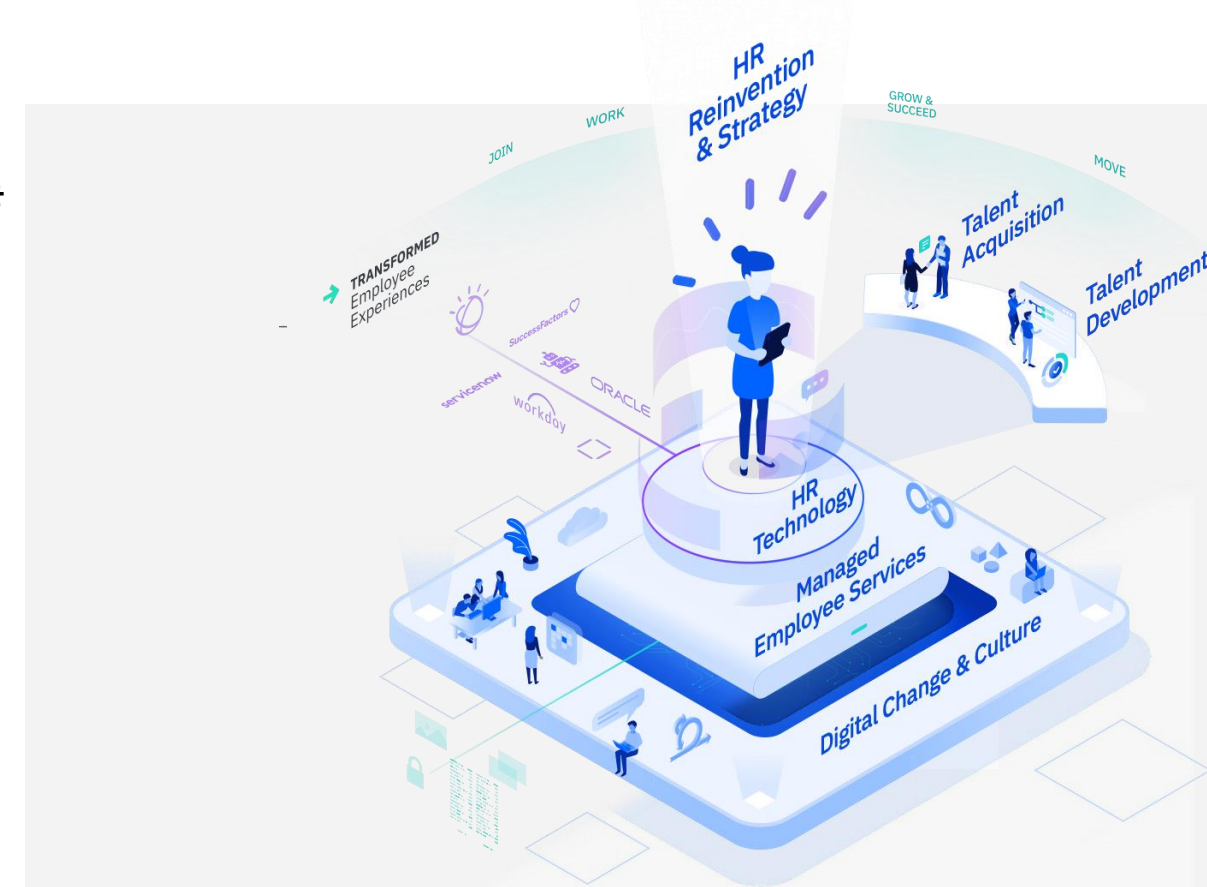 HR
Reinvention
& Strategy
GROW &
SUCCEED
WORK
JOIN
MOVE
TRANSFORMED
Employee
Experiences
Talent
Acquisition
Talent
Development
SuccessFactors
servicenow
ORACLE
workday
HR
Technology
Managed
Employee Services
Digital Change & Culture